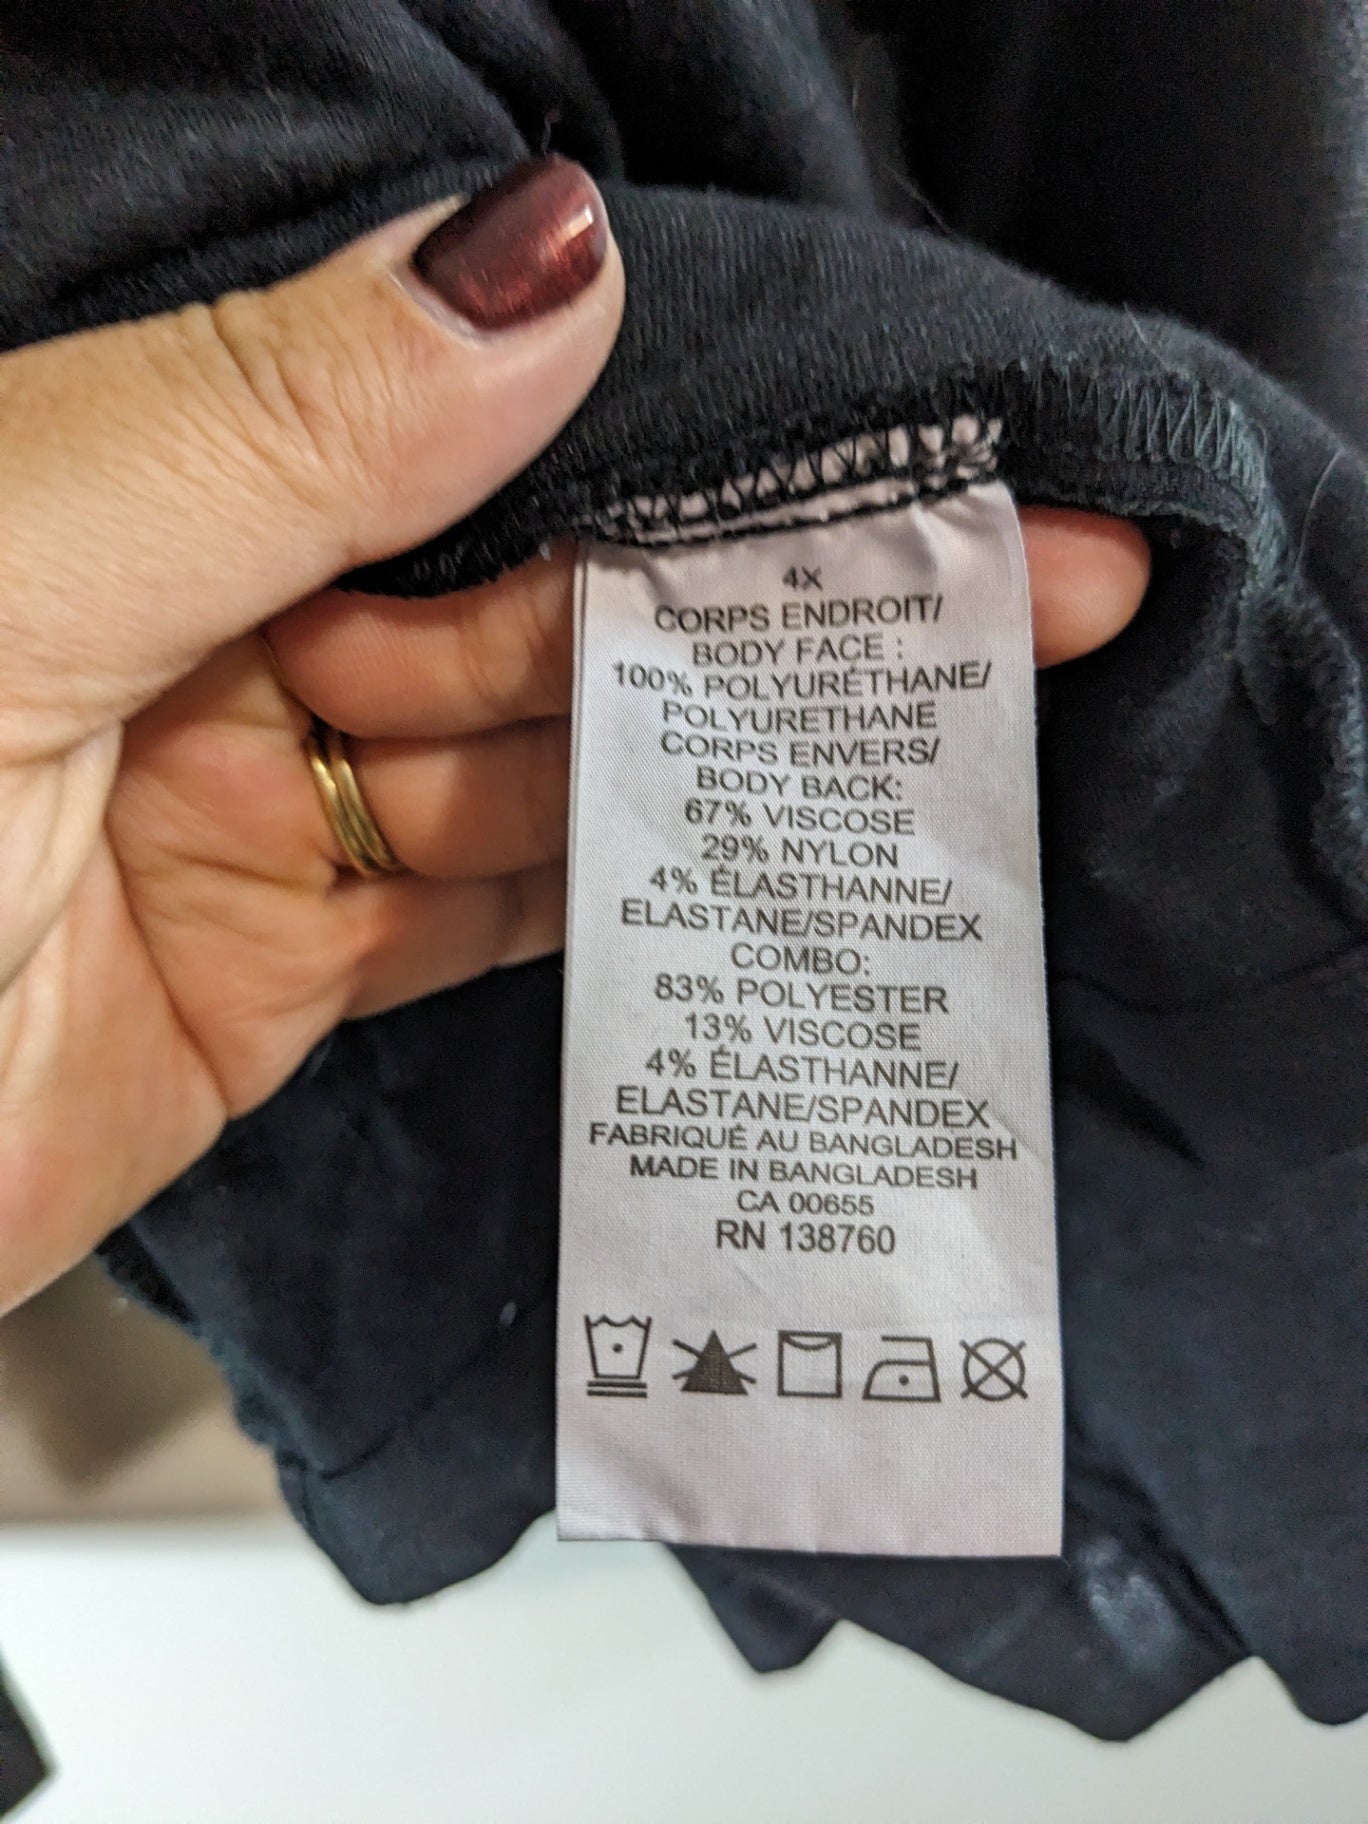 4X
CORPS ENDROIT/
BODY FACE :
100% POLYURÉTHANE/
POLYURETHANE
CORPS ENVERS/
BODY BACK:
67% VISCOSE
29% NYLON
4% ÉLASTHANNE/
ELASTANE/SPANDEX
COMBO:
83% POLYESTER
13% VISCOSE
4% ÉLASTHANNE/
ELASTANE/SPANDEX
FABRIQUÉ AU BANGLADESH
MADE IN BANGLADESH
CA 00655
RN 138760